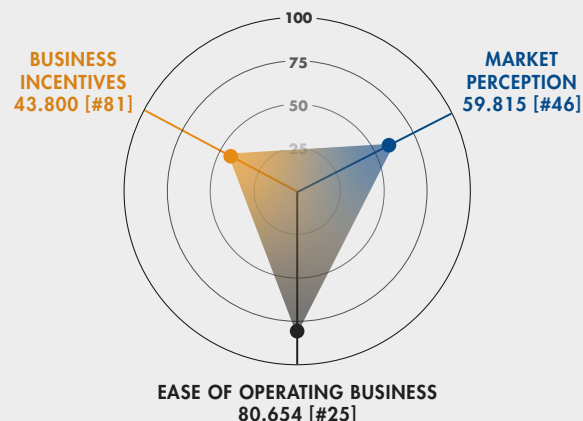 100
75
50
25
BUSINESS
INCENTIVES
43.800 [#81]
MARKET
PERCEPTION
59.815 [#46]
EASE OF OPERATING BUSINESS
80.654 [#25]